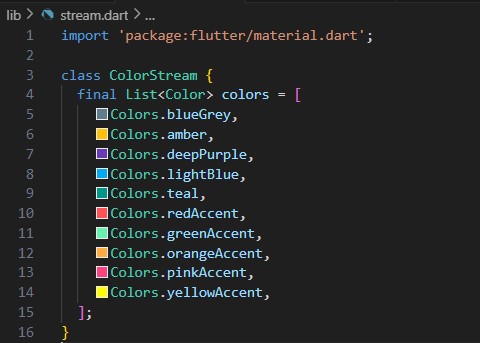 lib > stream.dart > ...
1 import 'package:flutter/material.dart';
2
3 class ColorStream {
4 final List<Color> colors = [
5 Colors.blueGrey,
6 Colors.amber,
7 Colors.deepPurple,
8 Colors.lightBlue,
9 Colors.teal,
10 Colors.redAccent,
11 Colors.greenAccent,
12 Colors.orangeAccent,
13 Colors.pinkAccent,
14 Colors.yellowAccent,
15 ];
16 }